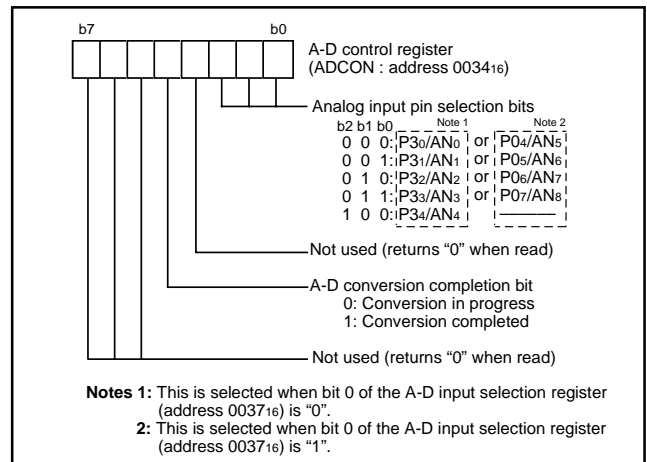 b7 b0
A-D control register
(ADCON : address 0034₁₆)
Analog input pin selection bits
b2 b1 b0 Note 1 Note 2
0 0 0: P3₀/AN₀ or P0₄/AN₅
0 0 1: P3₁/AN₁ or P0₅/AN₆
0 1 0: P3₂/AN₂ or P0₆/AN₇
0 1 1: P3₃/AN₃ or P0₇/AN₈
1 0 0: P3₄/AN₄ ———
Not used (returns “0” when read)
A-D conversion completion bit
0: Conversion in progress
1: Conversion completed
Not used (returns “0” when read)
Notes 1: This is selected when bit 0 of the A-D input selection register
(address 0037₁₆) is “0”.
2: This is selected when bit 0 of the A-D input selection register
(address 0037₁₆) is “1”.